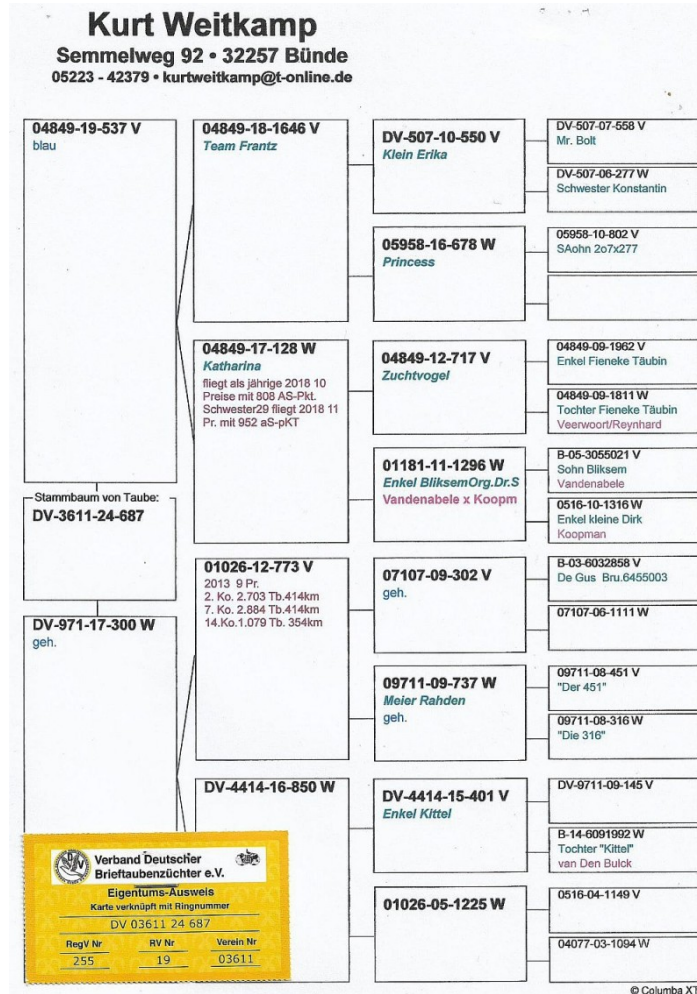 Kurt Weitkamp
Semmelweg 92 • 32257 Bünde
05223 - 42379 • kurtweitkamp@t-online.de
04849-19-537 V
blau
Stammbaum von Taube:
DV-3611-24-687
DV-971-17-300 W
geh.
04849-18-1646 V
Team Frantz
04849-17-128 W
Katharina
fliegt als jährige 2018 10
Preise mit 808 AS-Pkt.
Schwester29 fliegt 2018 11
Pr. mit 952 aS-pKT
01026-12-773 V
2013 9 Pr.
2. Ko. 2.703 Tb.414km
7. Ko. 2.884 Tb.414km
14.Ko.1.079 Tb. 354km
DV-4414-16-850 W
DV-507-10-550 V
Klein Erika
05958-16-678 W
Princess
04849-12-717 V
Zuchtvogel
01181-11-1296 W
Enkel BliksemOrg.Dr.S
Vandenabele x Koopm
07107-09-302 V
geh.
09711-09-737 W
Meier Rahden
geh.
DV-4414-15-401 V
Enkel Kittel
01026-05-1225 W
DV-507-07-558 V
Mr. Bolt
DV-507-06-277 W
Schwester Konstantin
05958-10-802 V
SAohn 2o7x277
04849-09-1962 V
Enkel Fieneke Täubin
04849-09-1811 W
Tochter Fieneke Täubin
Veerwoort/Reynhard
B-05-3055021 V
Sohn Bliksem
Vandenabele
0516-10-1316 W
Enkel kleine Dirk
Koopman
B-03-6032858 V
De Gus Bru.6455003
07107-06-1111 W
09711-08-451 V
"Der 451"
09711-08-316 W
"Die 316"
DV-9711-09-145 V
B-14-6091992 W
Tochter "Kittel"
van Den Bulck
0516-04-1149 V
04077-03-1094 W
Verband Deutscher
Brieftaubenzüchter e.V.
Eigentums-Ausweis
Karte verknüpft mit Ringnummer
DV 03611 24 687
RegV Nr RV Nr Verein Nr
255 19 03611
© Columba XT